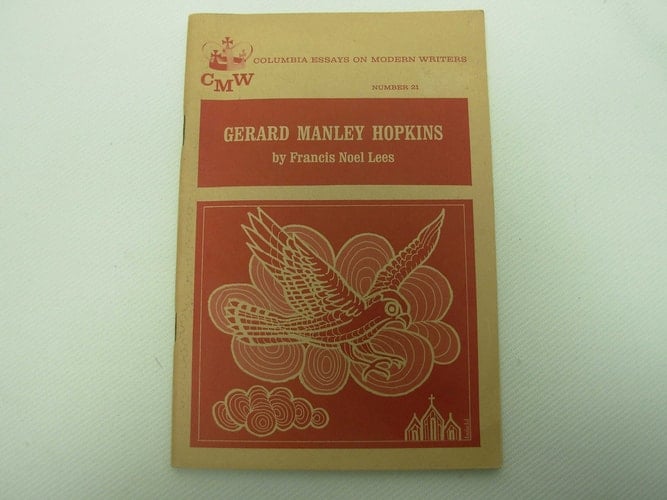 COLUMBIA ESSAYS ON MODERN WRITERS
CMW
NUMBER 21
GERARD MANLEY HOPKINS
by Francis Noel Lees